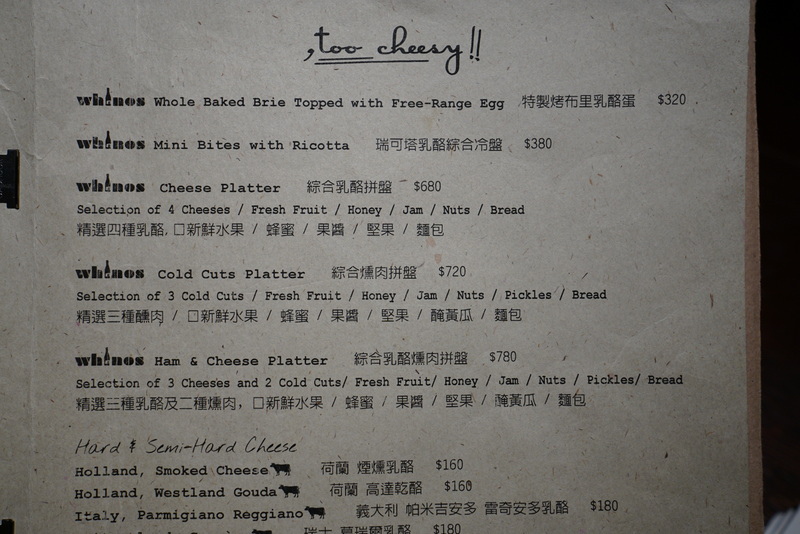 ,too cheesy!!
whinos Whole Baked Brie Topped with Free-Range Egg 特製烤布里乳酪蛋 $320
whinos Mini Bites with Ricotta 瑞可塔乳酪綜合冷盤 $380
whinos Cheese Platter 綜合乳酪拼盤 $680
Selection of 4 Cheeses / Fresh Fruit / Honey / Jam / Nuts / Bread
精選四種乳酪,□新鮮水果 / 蜂蜜 / 果醬 / 堅果 / 麵包
whinos Cold Cuts Platter 綜合燻肉拼盤 $720
Selection of 3 Cold Cuts / Fresh Fruit / Honey / Jam / Nuts / Pickles / Bread
精選三種醺肉 / □新鮮水果 / 蜂蜜 / 果醬 / 堅果 / 醃黃瓜 / 麵包
whinos Ham & Cheese Platter 綜合乳酪燻肉拼盤 $780
Selection of 3 Cheeses and 2 Cold Cuts/ Fresh Fruit/ Honey / Jam / Nuts / Pickles/ Bread
精選三種乳酪及二種燻肉, □新鮮水果 / 蜂蜜 / 果醬 / 堅果 / 醃黃瓜 / 麵包
Hard & Semi-Hard Cheese
Holland, Smoked Cheese 荷蘭 煙燻乳酪 $160
Holland, Westland Gouda 荷蘭 高達乾酪 $160
Italy, Parmigiano Reggiano 義大利 帕米吉安多 雷奇安多乳酪 $180
瑞士 葛瑞爾乳酪 $180